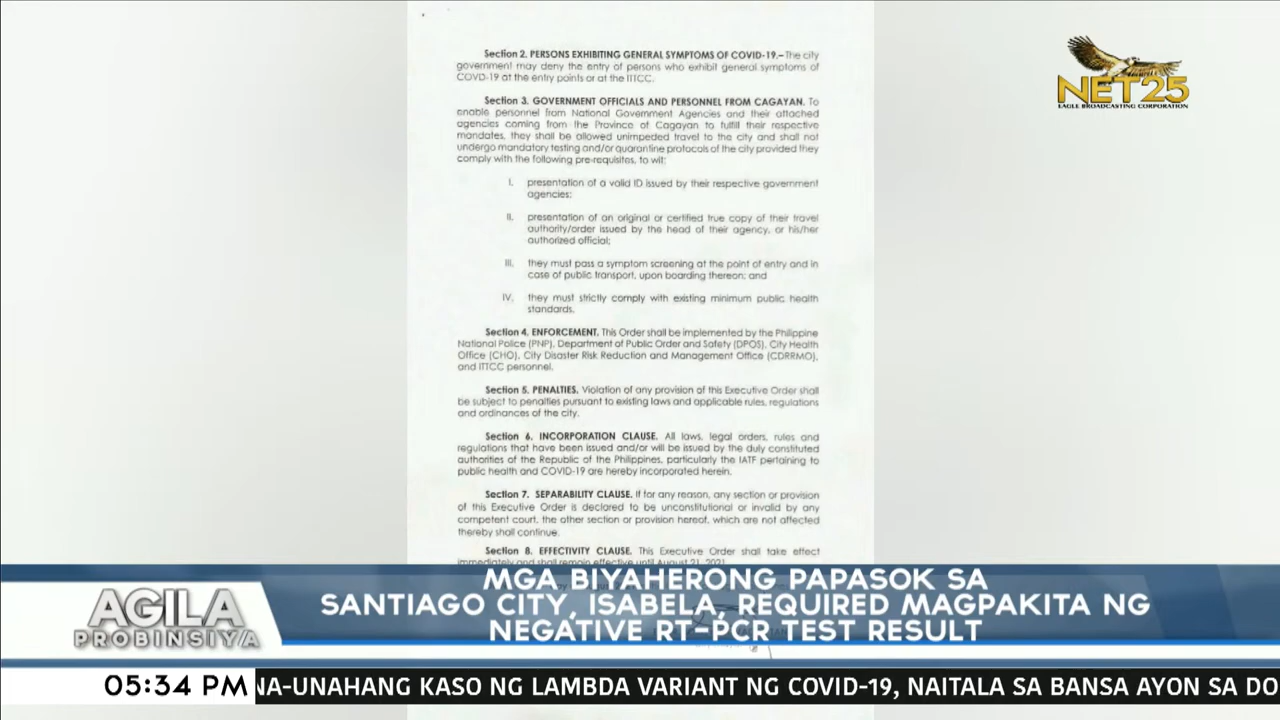 Section 2. PERSONS EXHIBITING GENERAL SYMPTOMS OF COVID-19.–The city
government may deny the entry of persons who exhibit general symptoms of
COVID-19 at the entry points or at the ITTCC.
Section 3. GOVERNMENT OFFICIALS AND PERSONNEL FROM CAGAYAN. To
enable personnel from National Government Agencies and their attached
agencies coming from the Province of Cagayan to fulfill their respective
mandates, they shall be allowed unimpeded travel to the city and shall not
undergo mandatory testing and/or quarantine protocols of the city provided they
comply with the following pre-requisites, to wit:
I. presentation of a valid ID issued by their respective government
agencies;
II. presentation of an original or certified true copy of their travel
authority/order issued by the head of their agency, or his/her
authorized official;
III. they must pass a symptom screening at the point of entry and in
case of public transport, upon boarding thereon; and
IV. they must strictly comply with existing minimum public health
standards.
Section 4. ENFORCEMENT. This Order shall be implemented by the Philippine
National Police (PNP), Department of Public Order and Safety (DPOS), City Health
Office (CHO), City Disaster Risk Reduction and Management Office (CDRRMO),
and ITTCC personnel.
Section 5. PENALTIES. Violation of any provision of this Executive Order shall
be subject to penalties pursuant to existing laws and applicable rules, regulations
and ordinances of the city.
Section 6. INCORPORATION CLAUSE. All laws, legal orders, rules and
regulations that have been issued and/or will be issued by the duly constituted
authorities of the Republic of the Philippines, particularly the IATF pertaining to
public health and COVID-19 are hereby incorporated herein.
Section 7. SEPARABILITY CLAUSE. If for any reason, any section or provision
of this Executive Order is declared to be unconstitutional or invalid by any
competent court, the other section or provision hereof, which are not affected
thereby shall continue.
Section 8. EFFECTIVITY CLAUSE. This Executive Order shall take effect
immediately and shall remain effective until August 21, 2021
NET25
EAGLE BROADCASTING CORPORATION
AGILA
PROBINSIYA
MGA BIYAHERONG PAPASOK SA
SANTIAGO CITY, ISABELA, REQUIRED MAGPAKITA NG
NEGATIVE RT-PCR TEST RESULT
05:34 PM
NA-UNAHANG KASO NG LAMBDA VARIANT NG COVID-19, NAITALA SA BANSA AYON SA DO